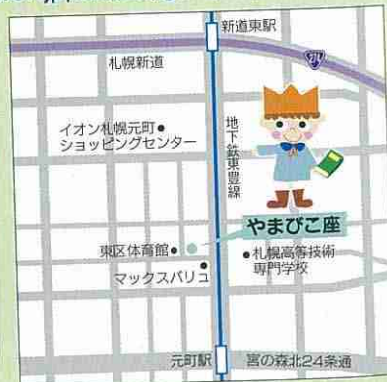 新道東駅
札幌新道
274
地下鉄東豊線
イオン札幌元町
ショッピングセンター
やまびこ座
東区体育館
札幌高等技術
専門学校
マックスバリュ
元町駅
宮の森北24条通